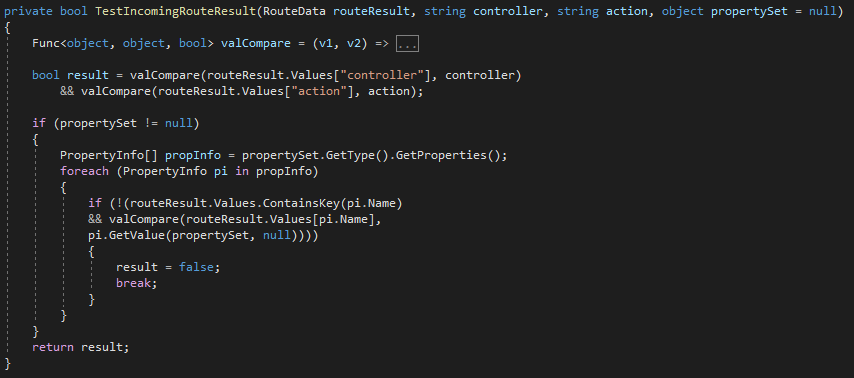 private bool TestIncomingRouteResult(RouteData routeResult, string controller, string action, object propertySet = null)
{
    Func<object, object, bool> valCompare = (v1, v2) => ...

    bool result = valCompare(routeResult.Values["controller"], controller)
        && valCompare(routeResult.Values["action"], action);

    if (propertySet != null)
    {
        PropertyInfo[] propInfo = propertySet.GetType().GetProperties();
        foreach (PropertyInfo pi in propInfo)
        {
            if (!(routeResult.Values.ContainsKey(pi.Name)
            && valCompare(routeResult.Values[pi.Name],
            pi.GetValue(propertySet, null))))
            {
                result = false;
                break;
            }
        }
    }
    return result;
}